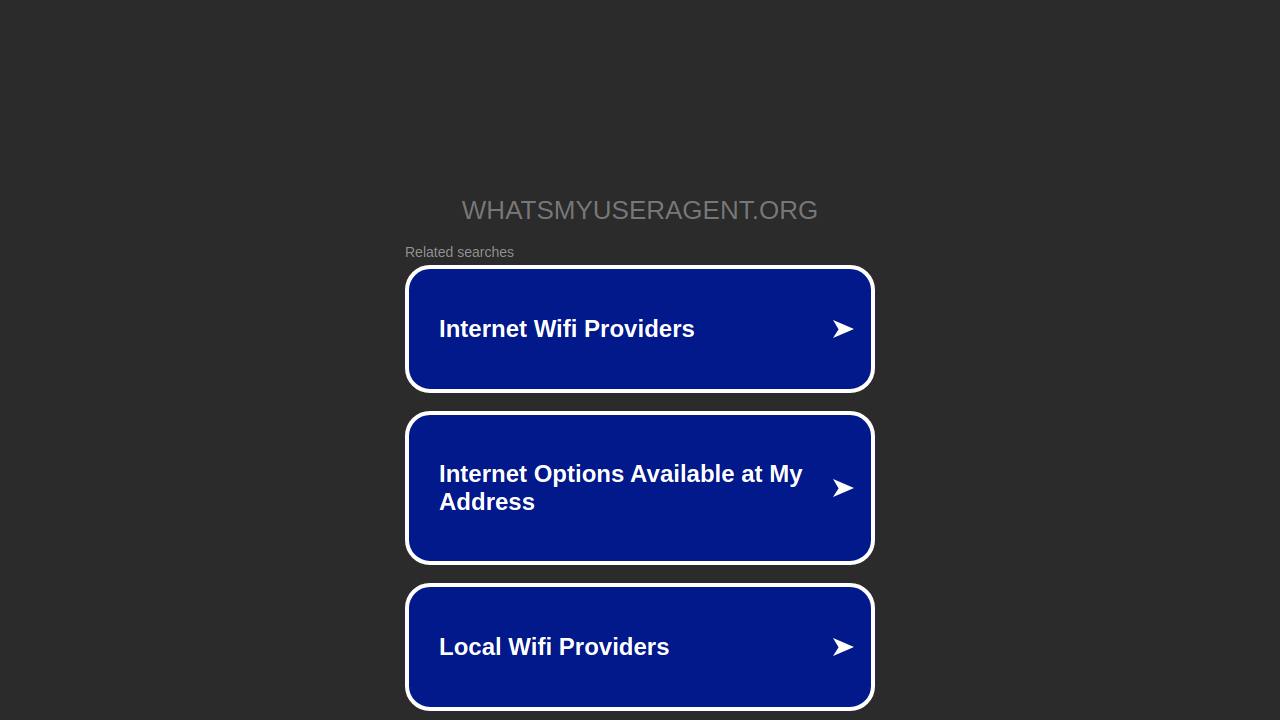 WHATSMYUSERAGENT.ORG
Related searches
Internet Wifi Providers
Internet Options Available at My
Address
Local Wifi Providers